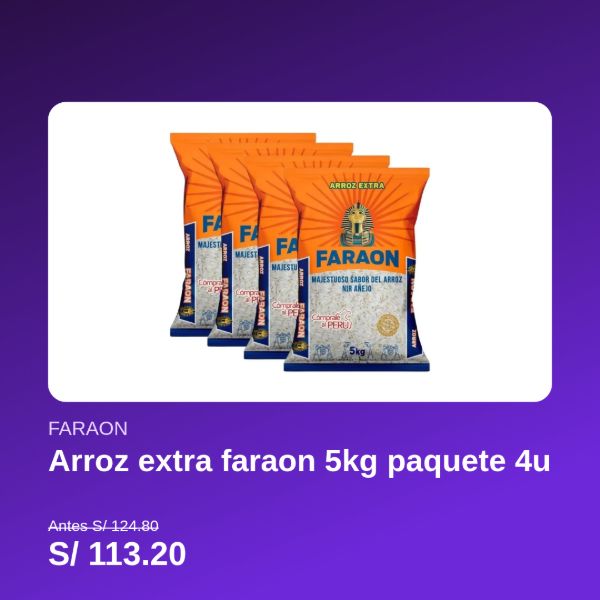 ARROZ EXTRA
FARAON
MAJESTUOSO SABOR DEL ARROZ
NIR AÑEJO
Cómprale
al PERÚ
5kg
FARAON
Arroz extra faraon 5kg paquete 4u
Antes S/ 124.80
S/ 113.20